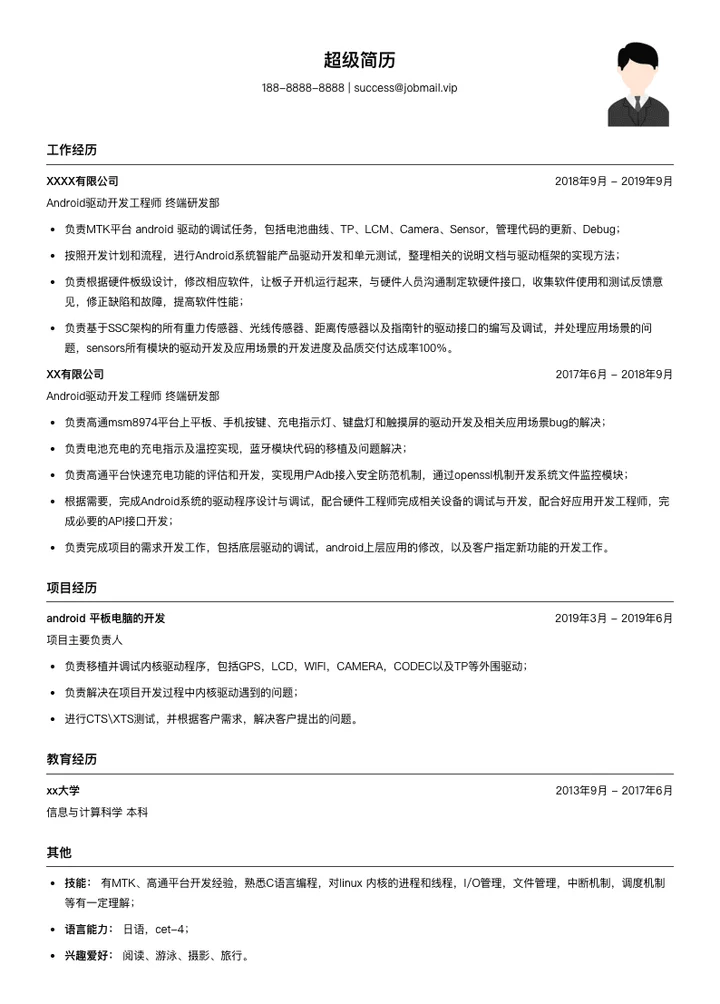 超级简历
188-8888-8888 | success@jobmail.vip
工作经历
XXXX有限公司 2018年9月 – 2019年9月
Android驱动开发工程师 终端研发部
• 负责MTK平台 android 驱动的调试任务，包括电池曲线、TP、LCM、Camera、Sensor，管理代码的更新、Debug；
• 按照开发计划和流程，进行Android系统智能产品驱动开发和单元测试，整理相关的说明文档与驱动框架的实现方法；
• 负责根据硬件板级设计，修改相应软件，让板子开机运行起来，与硬件人员沟通制定软硬件接口，收集软件使用和测试反馈意
见，修正缺陷和故障，提高软件性能；
• 负责基于SSC架构的所有重力传感器、光线传感器、距离传感器以及指南针的驱动接口的编写及调试，并处理应用场景的问
题，sensors所有模块的驱动开发及应用场景的开发进度及品质交付达成率100%。
XX有限公司 2017年6月 – 2018年9月
Android驱动开发工程师 终端研发部
• 负责高通msm8974平台上平板、手机按键、充电指示灯、键盘灯和触摸屏的驱动开发及相关应用场景bug的解决；
• 负责电池充电的充电指示及温控实现，蓝牙模块代码的移植及问题解决；
• 负责高通平台快速充电功能的评估和开发，实现用户Adb接入安全防范机制，通过openssl机制开发系统文件监控模块；
• 根据需要，完成Android系统的驱动程序设计与调试，配合硬件工程师完成相关设备的调试与开发，配合好应用开发工程师，完
成必要的API接口开发；
• 负责完成项目的需求开发工作，包括底层驱动的调试，android上层应用的修改，以及客户指定新功能的开发工作。
项目经历
android 平板电脑的开发 2019年3月 – 2019年6月
项目主要负责人
• 负责移植并调试内核驱动程序，包括GPS，LCD，WIFI，CAMERA，CODEC以及TP等外围驱动；
• 负责解决在项目开发过程中内核驱动遇到的问题；
• 进行CTS\XTS测试，并根据客户需求，解决客户提出的问题。
教育经历
xx大学 2013年9月 – 2017年6月
信息与计算科学 本科
其他
• 技能： 有MTK、高通平台开发经验，熟悉C语言编程，对linux 内核的进程和线程，I/O管理，文件管理，中断机制，调度机制
等有一定理解；
• 语言能力： 日语，cet-4；
• 兴趣爱好： 阅读、游泳、摄影、旅行。